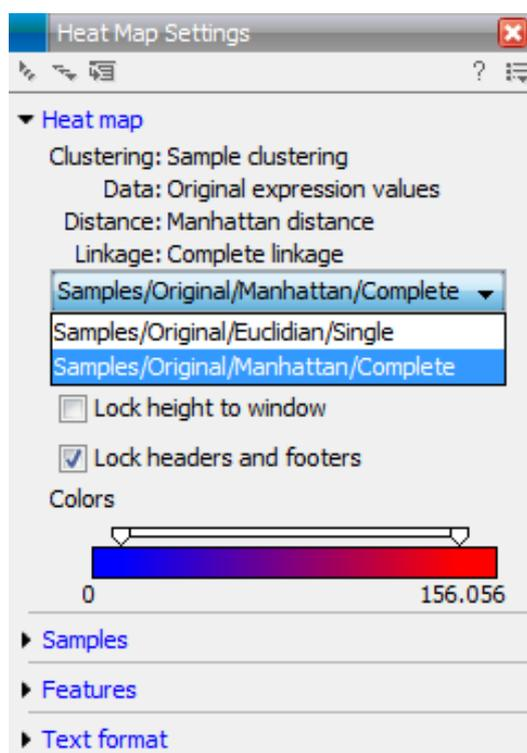 Heat Map Settings
?
Heat map
Clustering: Sample clustering
Data: Original expression values
Distance: Manhattan distance
Linkage: Complete linkage
Samples/Original/Manhattan/Complete
Samples/Original/Euclidian/Single
Samples/Original/Manhattan/Complete
Lock height to window
Lock headers and footers
Colors
0 156.056
Samples
Features
Text format